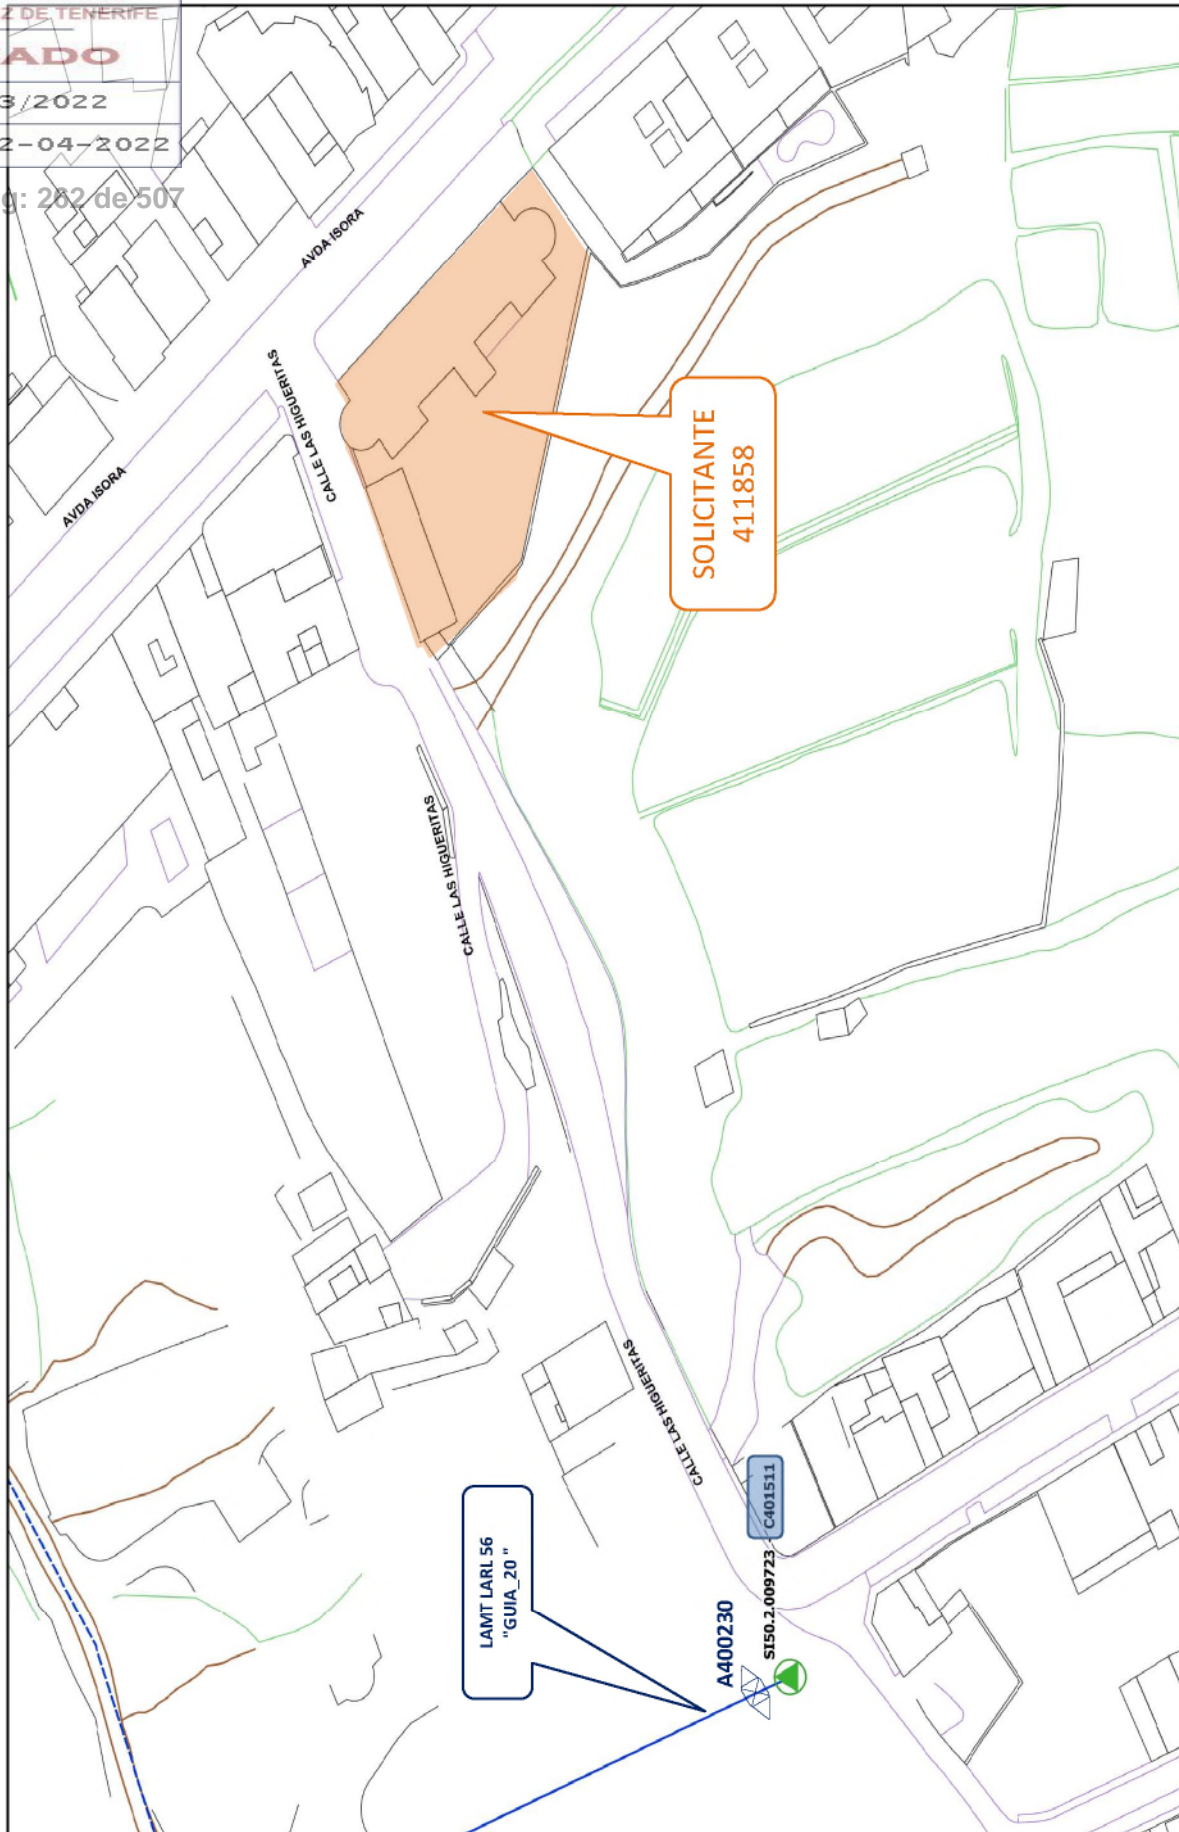 Z DE TENERIFE
ADO
3/2022
2-04-2022
g: 262 de 507
AVDA ISORA
AVDA ISORA
CALLE LAS HIGUERITAS
SOLICITANTE
411858
CALLE LAS HIGUERITAS
CALLE LAS HIGUERITAS
LAMT LARL 56
"GUIA_20 "
A400230
SI50.2.009723 - C401511